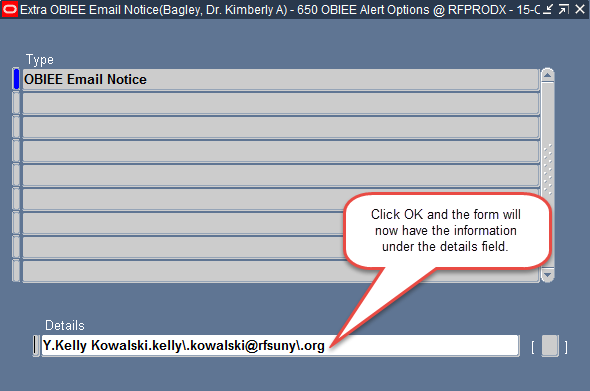 Extra OBIEE Email Notice(Bagley, Dr. Kimberly A) - 650 OBIEE Alert Options @ RFPRODX - 15-O
Type
OBIEE Email Notice
Click OK and the form will
now have the information
under the details field.
Details
Y.Kelly Kowalski.kelly\.kowalski@rfsuny\.org
[ ]